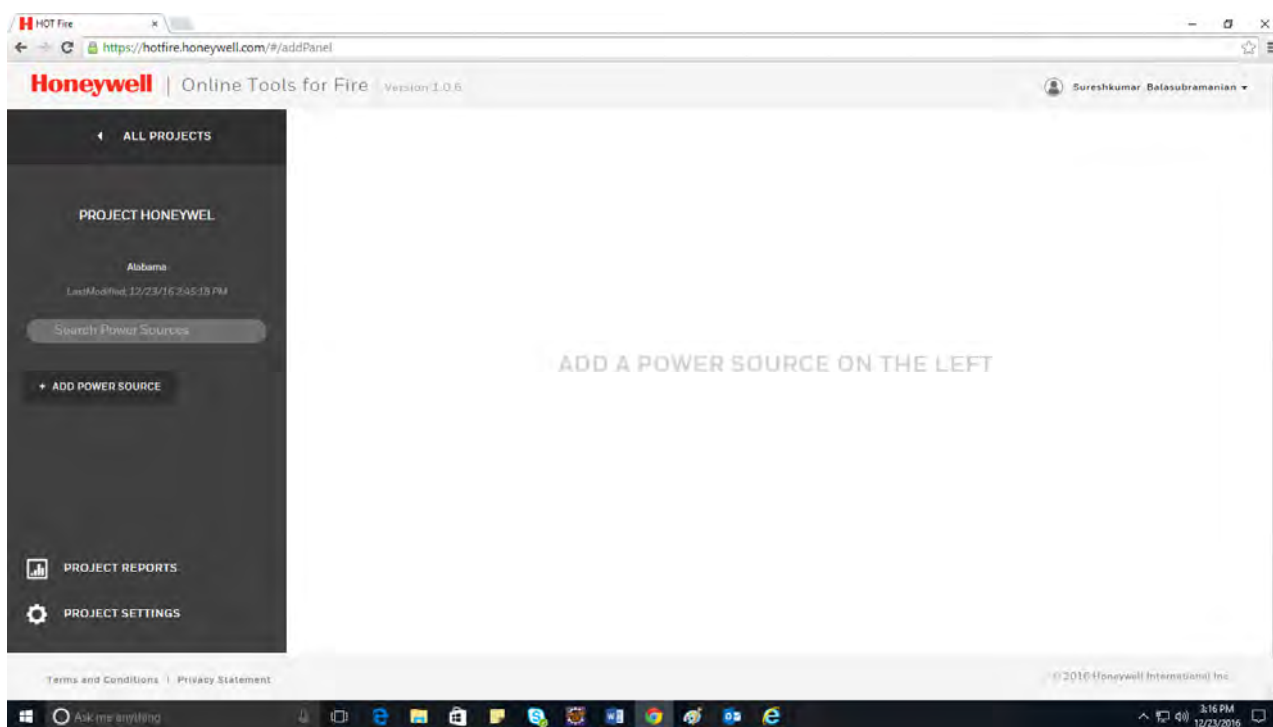 HOT Fire
https://hotfire.honeywell.com/#/addPanel
Honeywell | Online Tools for Fire Version 1.0.6
Sureshkumar Balasubramanian
ALL PROJECTS
PROJECT HONEYWEL
Alabama
LastModified: 12/23/16 2:45:18 PM
Search Power Sources
ADD A POWER SOURCE ON THE LEFT
+ ADD POWER SOURCE
PROJECT REPORTS
PROJECT SETTINGS
Terms and Conditions | Privacy Statement
© 2016 Honeywell International Inc
Ask me anything
3:16 PM
12/23/2016